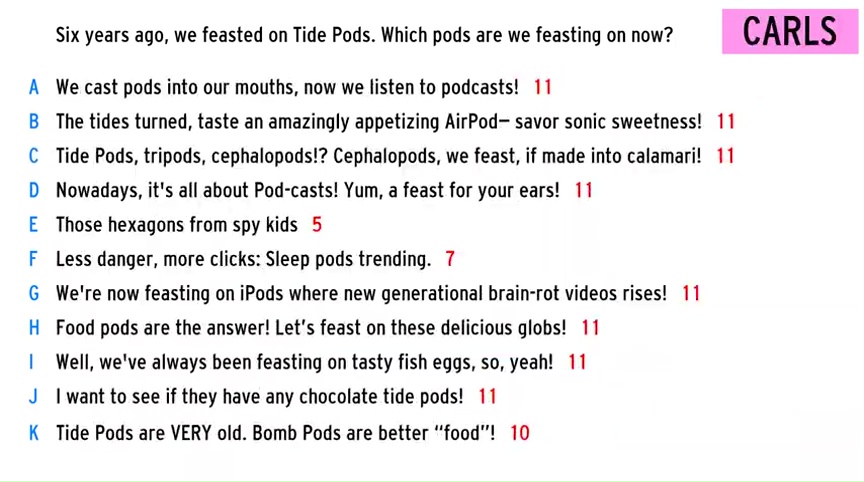 Six years ago, we feasted on Tide Pods. Which pods are we feasting on now?
CARLS
A We cast pods into our mouths, now we listen to podcasts! 11
B The tides turned, taste an amazingly appetizing AirPod— savor sonic sweetness! 11
C Tide Pods, tripods, cephalopods!? Cephalopods, we feast, if made into calamari! 11
D Nowadays, it's all about Pod-casts! Yum, a feast for your ears! 11
E Those hexagons from spy kids 5
F Less danger, more clicks: Sleep pods trending. 7
G We're now feasting on iPods where new generational brain-rot videos rises! 11
H Food pods are the answer! Let’s feast on these delicious globs! 11
I Well, we've always been feasting on tasty fish eggs, so, yeah! 11
J I want to see if they have any chocolate tide pods! 11
K Tide Pods are VERY old. Bomb Pods are better “food”! 10